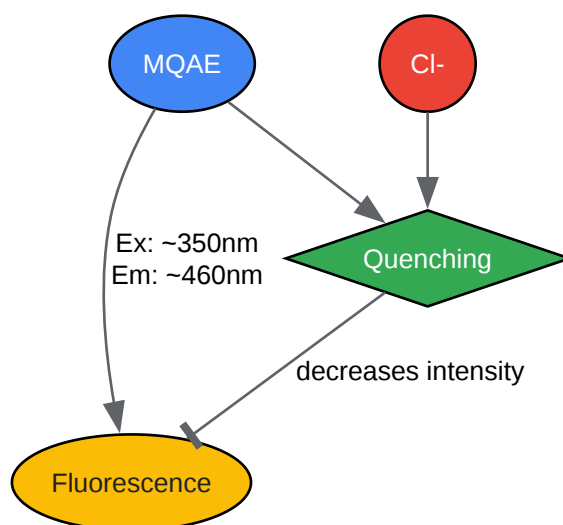 MQAE
Cl-
Ex: ~350nm
Em: ~460nm
Quenching
decreases intensity
Fluorescence